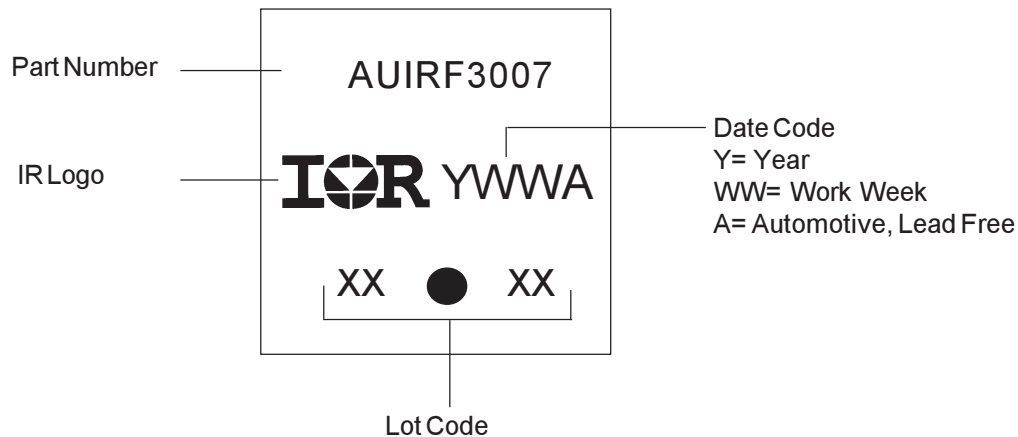 Part Number
AUIRF3007
Date Code
Y= Year
WW= Work Week
A= Automotive, Lead Free
IR Logo
IOR YWWA
XX XX
Lot Code